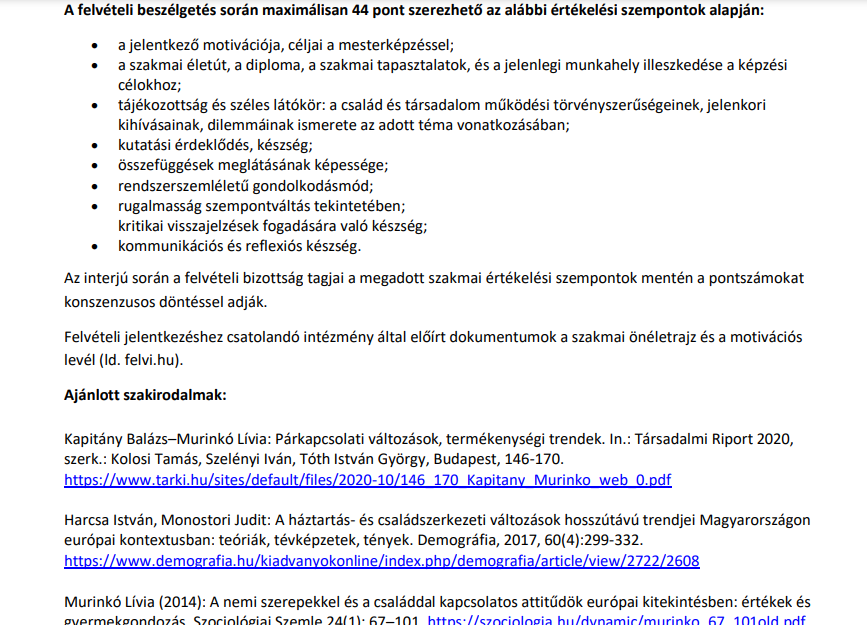 A felvételi beszélgetés során maximálisan 44 pont szerezhető az alábbi értékelési szempontok alapján:
• a jelentkező motivációja, céljai a mesterképzéssel;
• a szakmai életút, a diploma, a szakmai tapasztalatok, és a jelenlegi munkahely illeszkedése a képzési
célokhoz;
• tájékozottság és széles látókör: a család és társadalom működési törvényszerűségeinek, jelenkori
kihívásainak, dilemmáinak ismerete az adott téma vonatkozásában;
• kutatási érdeklődés, készség;
• összefüggések meglátásának képessége;
• rendszerszemléletű gondolkodásmód;
• rugalmasság szempontváltás tekintetében;
kritikai visszajelzések fogadására való készség;
• kommunikációs és reflexiós készség.
Az interjú során a felvételi bizottság tagjai a megadott szakmai értékelési szempontok mentén a pontszámokat
konszenzusos döntéssel adják.
Felvételi jelentkezéshez csatolandó intézmény által előírt dokumentumok a szakmai önéletrajz és a motivációs
levél (ld. felvi.hu).
Ajánlott szakirodalmak:
Kapitány Balázs–Murinkó Lívia: Párkapcsolati változások, termékenységi trendek. In.: Társadalmi Riport 2020,
szerk.: Kolosi Tamás, Szelényi Iván, Tóth István György, Budapest, 146-170.
https://www.tarki.hu/sites/default/files/2020-10/146_170_Kapitany_Murinko_web_0.pdf
Harcsa István, Monostori Judit: A háztartás- és családszerkezeti változások hosszútávú trendjei Magyarországon
európai kontextusban: teóriák, tévképzetek, tények. Demográfia, 2017, 60(4):299-332.
https://www.demografia.hu/kiadvanyokonline/index.php/demografia/article/view/2722/2608
Murinkó Lívia (2014): A nemi szerepekkel és a családdal kapcsolatos attitűdök európai kitekintésben: értékek és
gyermekgondozás. Szociológiai Szemle 24(1): 67–101. https://szociologia.hu/dynamic/murinko_67_101old.pdf